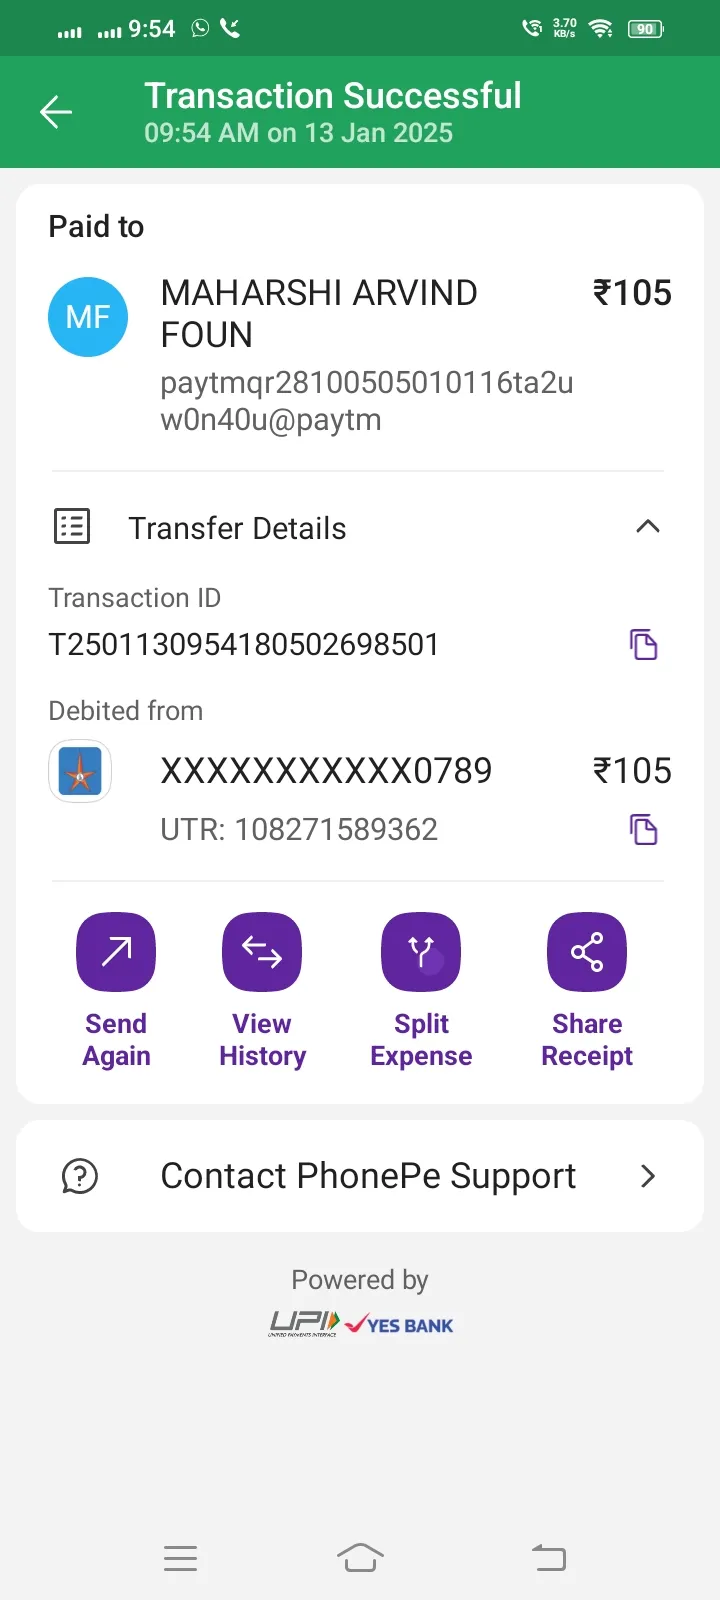 9:54
3.70
KB/s
90
Transaction Successful
09:54 AM on 13 Jan 2025
Paid to
MF
MAHARSHI ARVIND
FOUN
₹105
paytmqr28100505010116ta2u
w0n40u@paytm
Transfer Details
Transaction ID
T2501130954180502698501
Debited from
XXXXXXXXXXX0789
₹105
UTR: 108271589362
Send
Again
View
History
Split
Expense
Share
Receipt
Contact PhonePe Support
Powered by
UPI
UNIFIED PAYMENTS INTERFACE
YES BANK